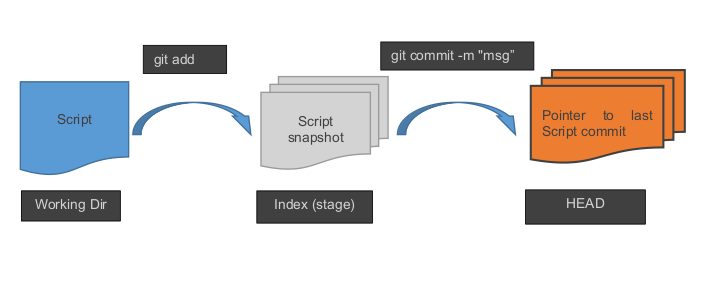 git add
git commit -m "msg"
Script
Script
snapshot
Pointer to last
Script commit
Working Dir
Index (stage)
HEAD